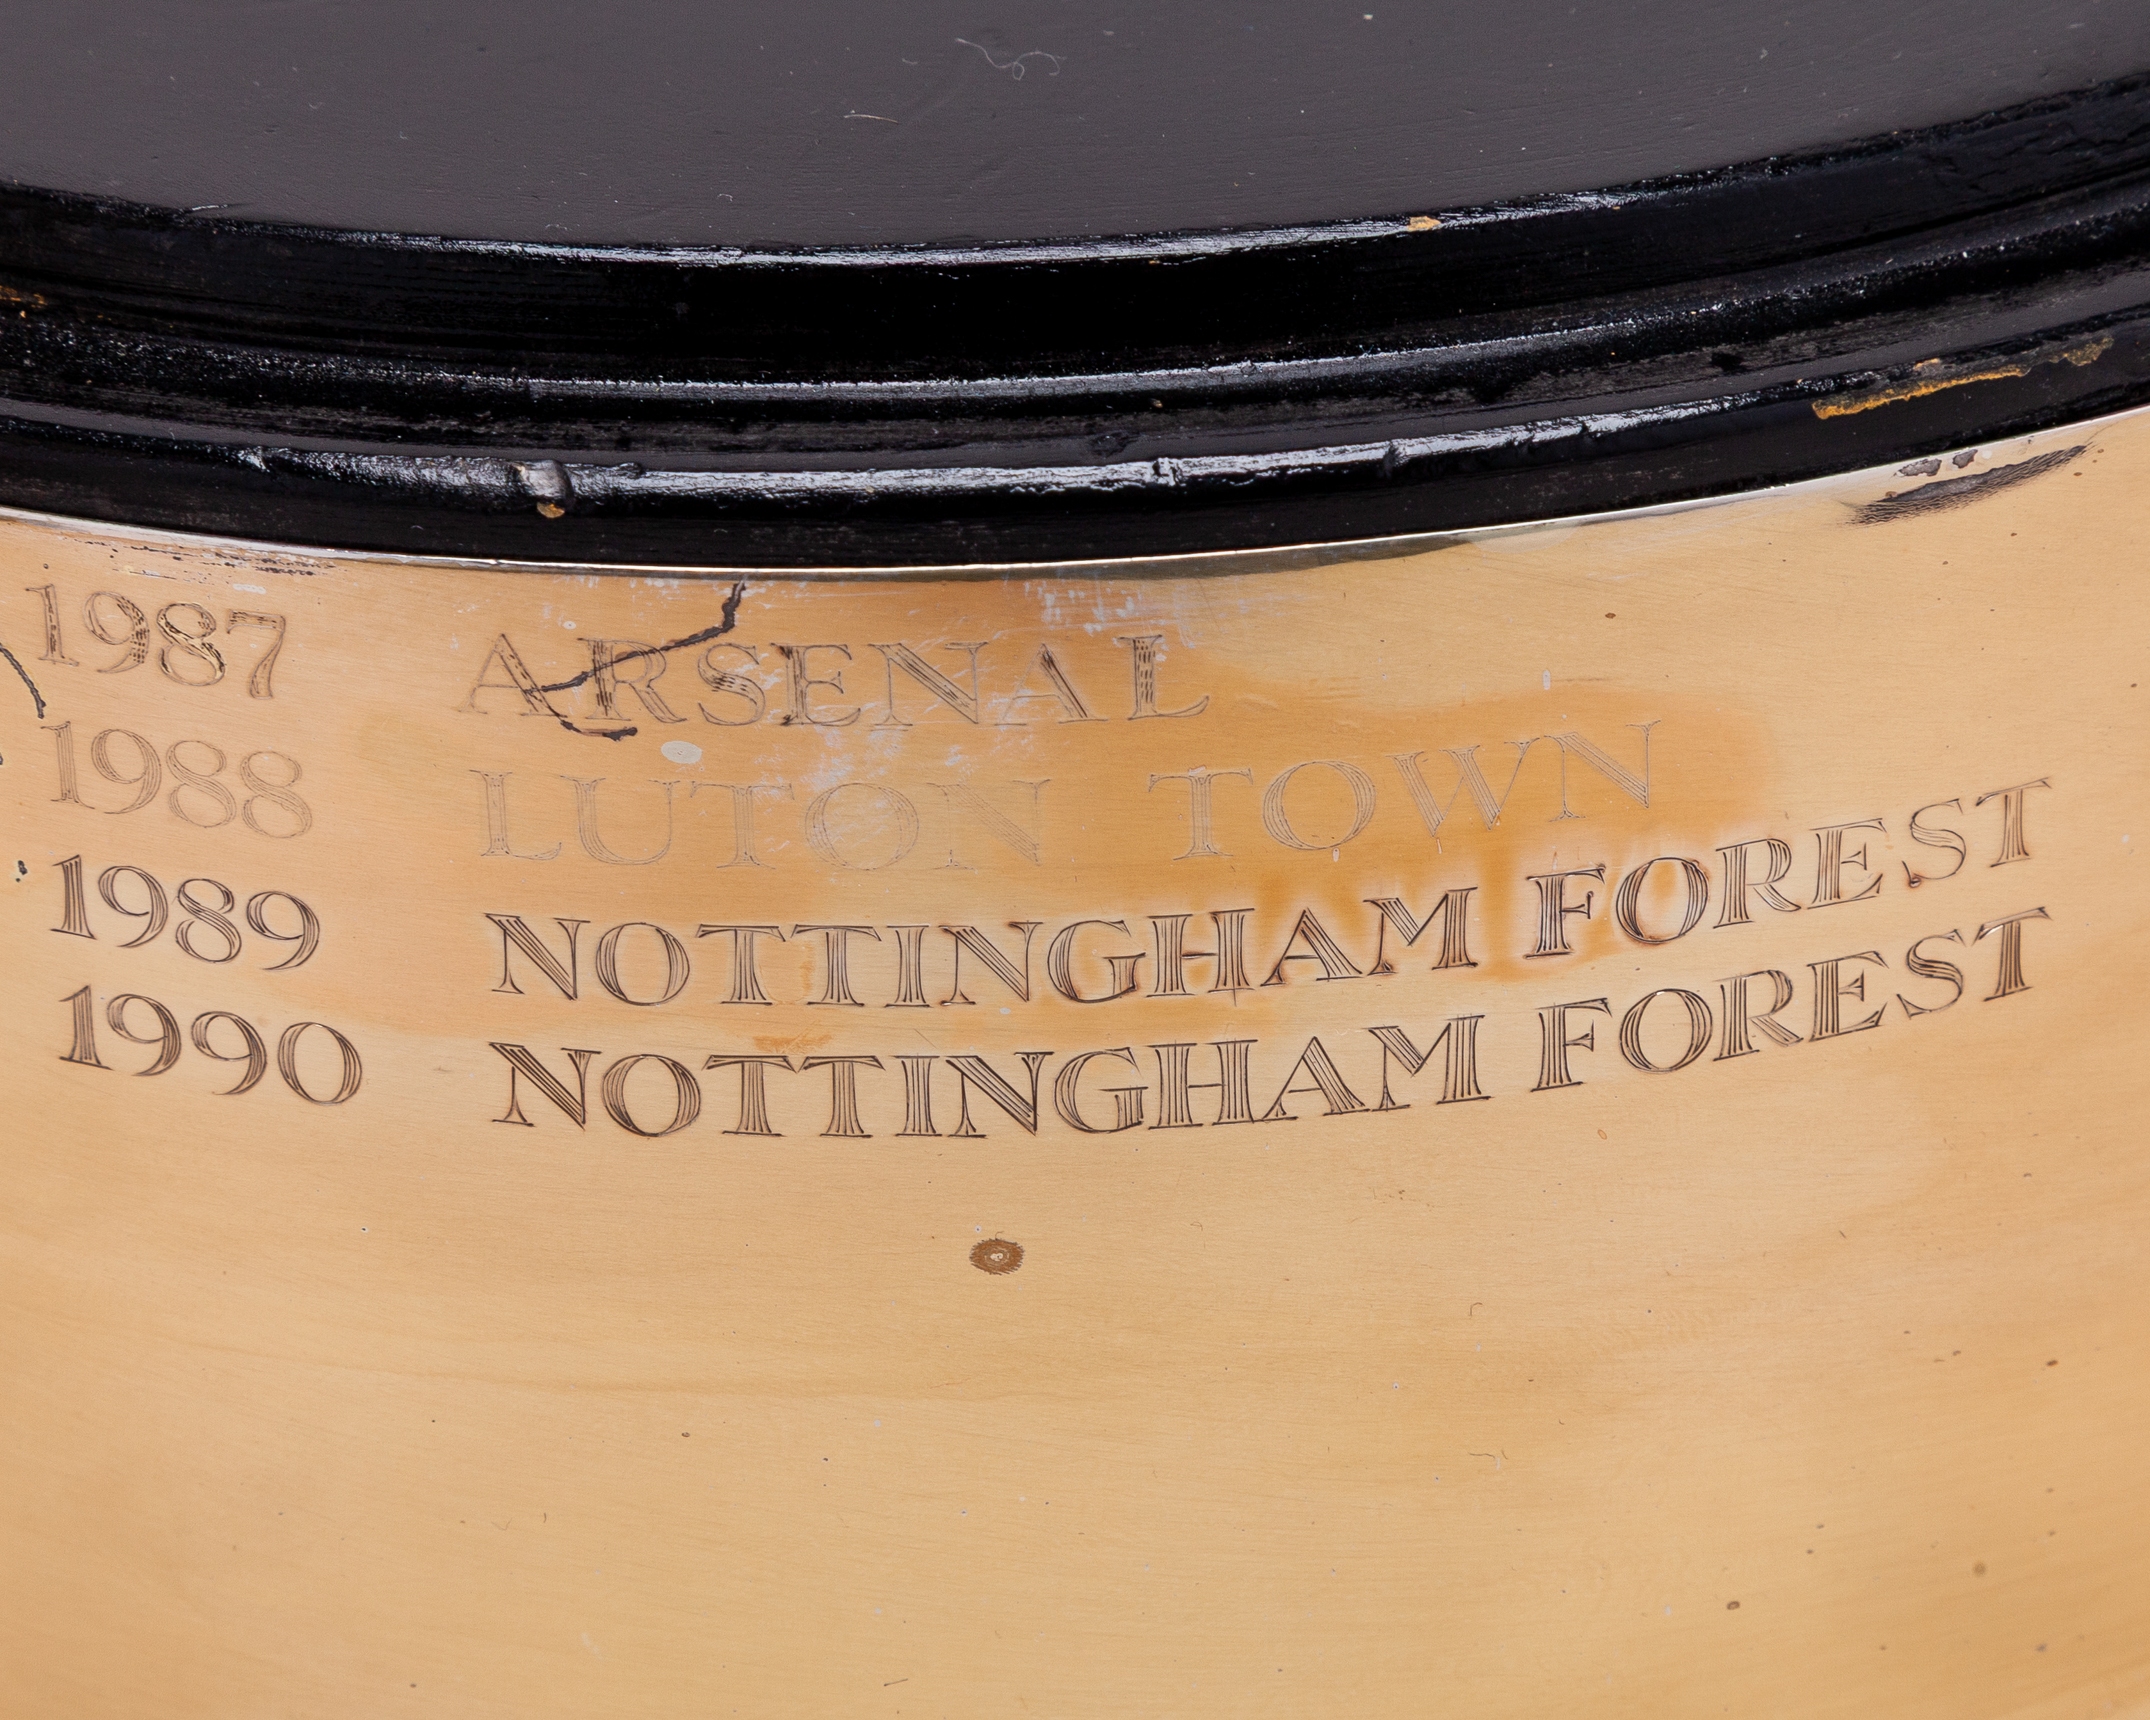 1987 ARSENAL
1988 LUTON TOWN
1989 NOTTINGHAM FOREST
1990 NOTTINGHAM FOREST